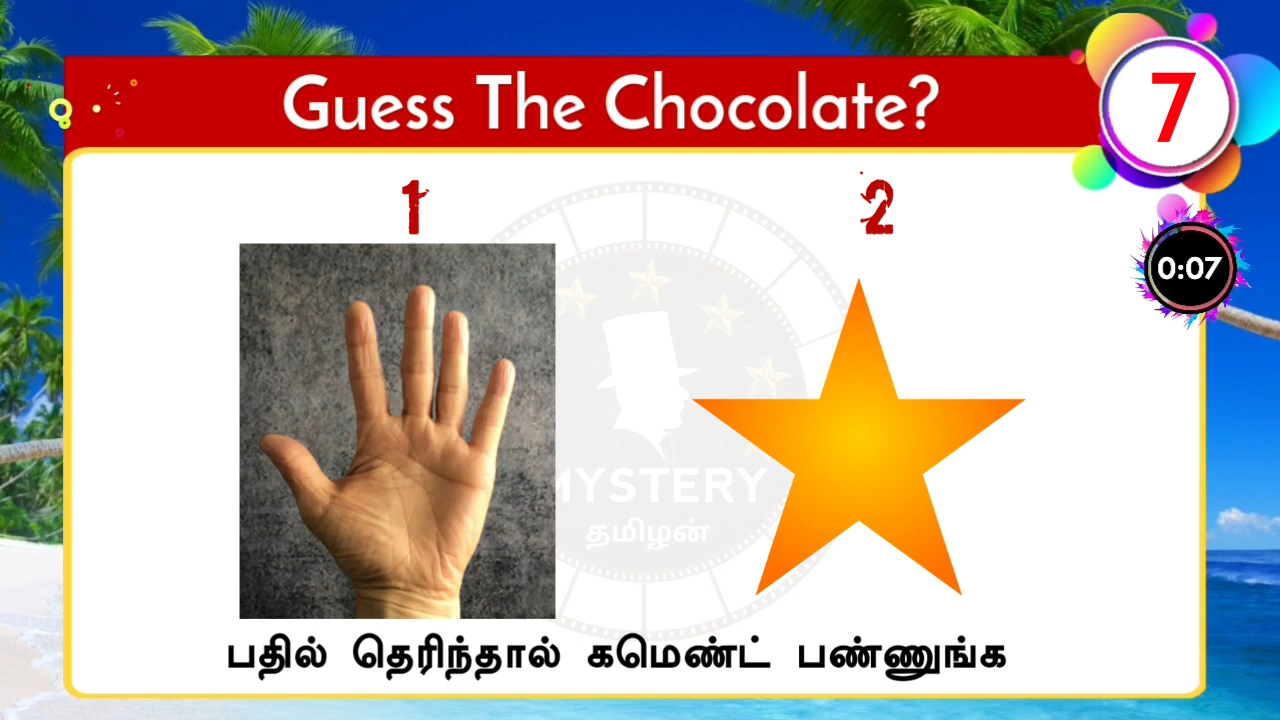 Guess The Chocolate?
7
0:07
1
2
MYSTERY
தமிழன்
பதில் தெரிந்தால் கமெண்ட் பண்ணுங்க